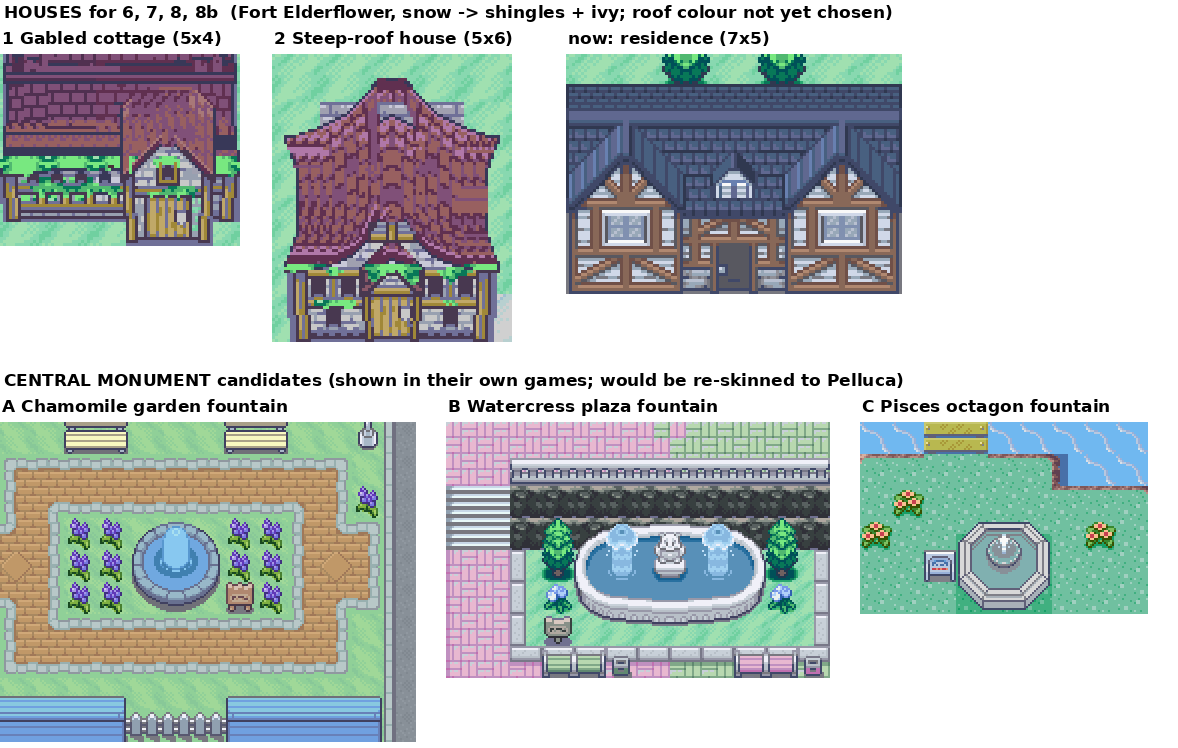 HOUSES for 6, 7, 8, 8b (Fort Elderflower, snow -> shingles + ivy; roof colour not yet chosen)
1 Gabled cottage (5x4)
2 Steep-roof house (5x6)
now: residence (7x5)
CENTRAL MONUMENT candidates (shown in their own games; would be re-skinned to Pelluca)
A Chamomile garden fountain
B Watercress plaza fountain
C Pisces octagon fountain